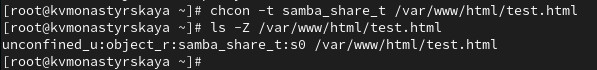 [root@kvmonastyrskaya ~]# chcon -t samba_share_t /var/www/html/test.html
[root@kvmonastyrskaya ~]# ls -Z /var/www/html/test.html
unconfined_u:object_r:samba_share_t:s0 /var/www/html/test.html
[root@kvmonastyrskaya ~]#